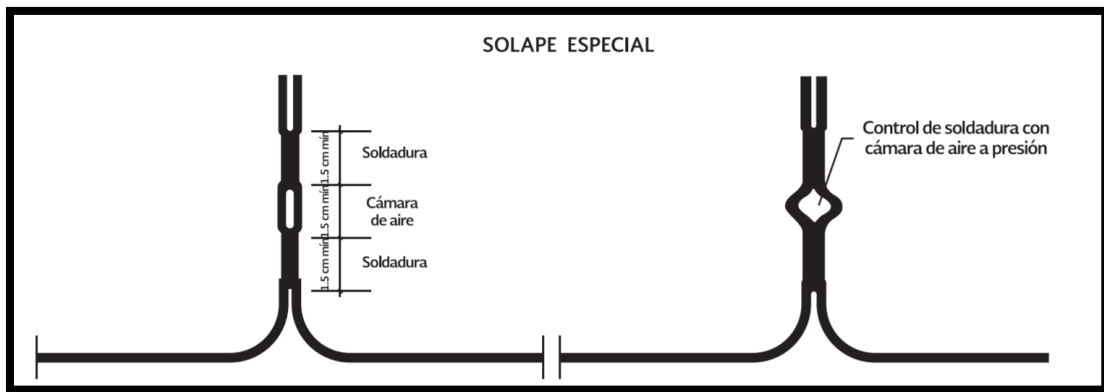 SOLAPE ESPECIAL
1.5 cm mín
Soldadura
1.5 cm mín
Cámara
de aire
1.5 cm mín
Soldadura
Control de soldadura con
cámara de aire a presión